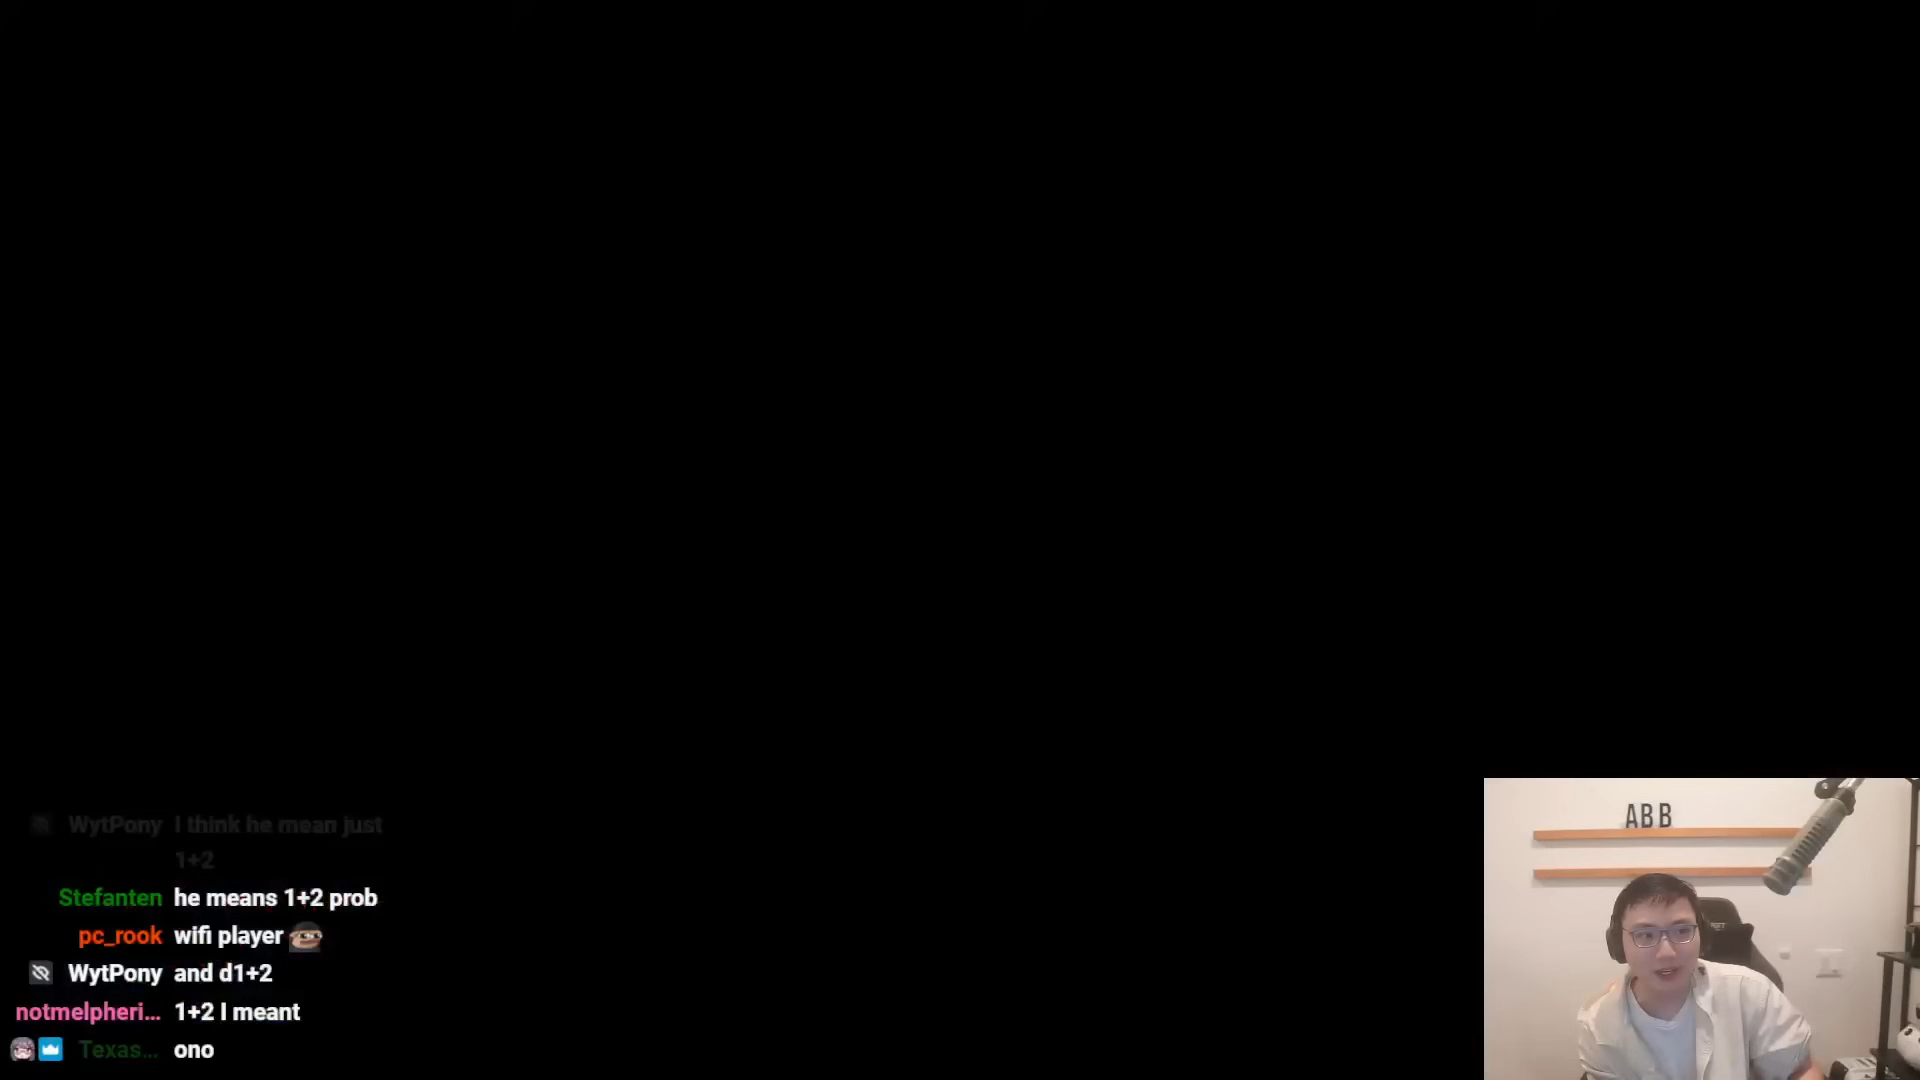 WytPony I think he mean just
1+2
Stefanten he means 1+2 prob
pc_rook wifi player
WytPony and d1+2
notmelpheri... 1+2 I meant
Texas... ono
ABB